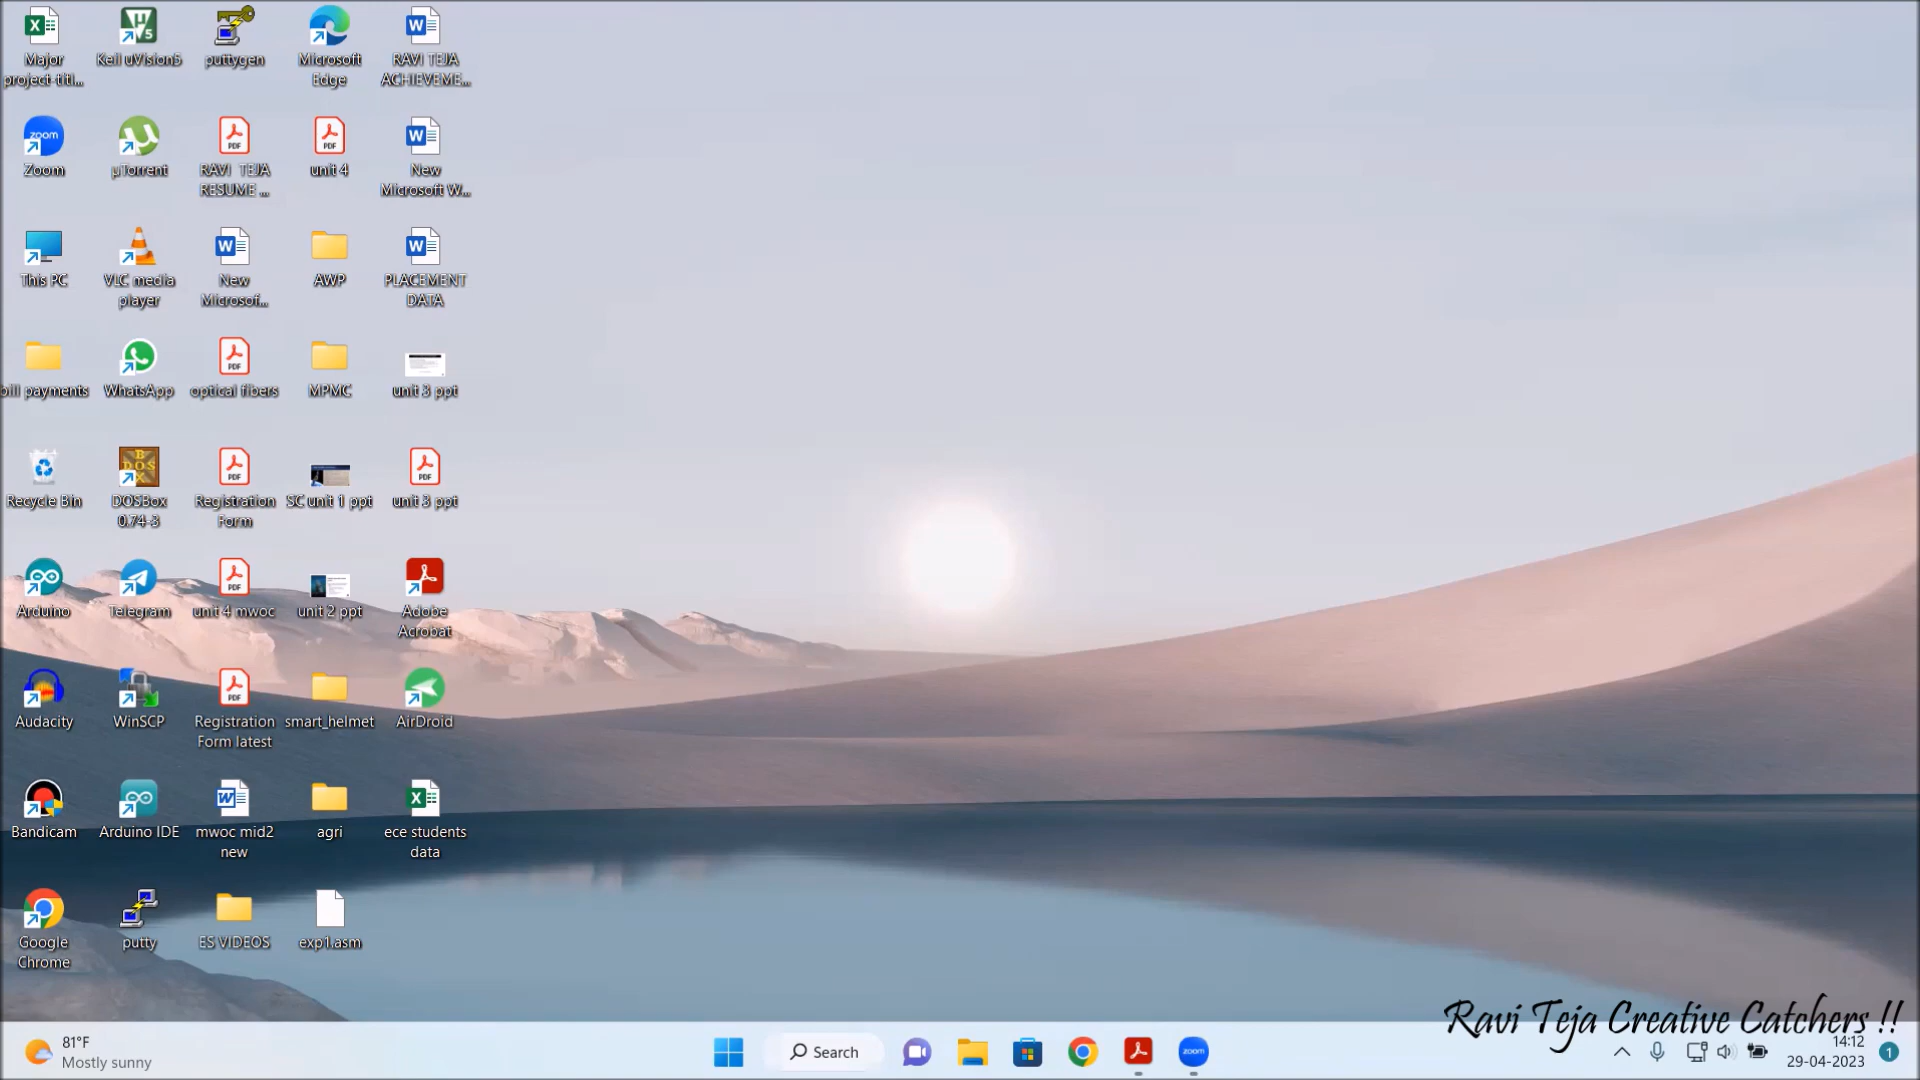 Major
project-titl...
Keil uVision5
puttygen
Microsoft
Edge
RAVI TEJA
ACHIEVEME...
Zoom
µTorrent
RAVI TEJA
RESUME ...
unit 4
New
Microsoft W...
This PC
VLC media
player
New
Microsof...
AWP
PLACEMENT
DATA
bill payments
WhatsApp
optical fibers
MPMC
unit 3 ppt
Recycle Bin
DOSBox
0.74-3
Registration
Form
SC unit 1 ppt
unit 3 ppt
Arduino
Telegram
unit 4 mwoc
unit 2 ppt
Adobe
Acrobat
Audacity
WinSCP
Registration
Form latest
smart_helmet
AirDroid
Bandicam
Arduino IDE
mwoc mid2
new
agri
ece students
data
Google
Chrome
putty
ES VIDEOS
exp1.asm
Ravi Teja Creative Catchers !!
81°F
Mostly sunny
Search
zoom
14:12
29-04-2023
1